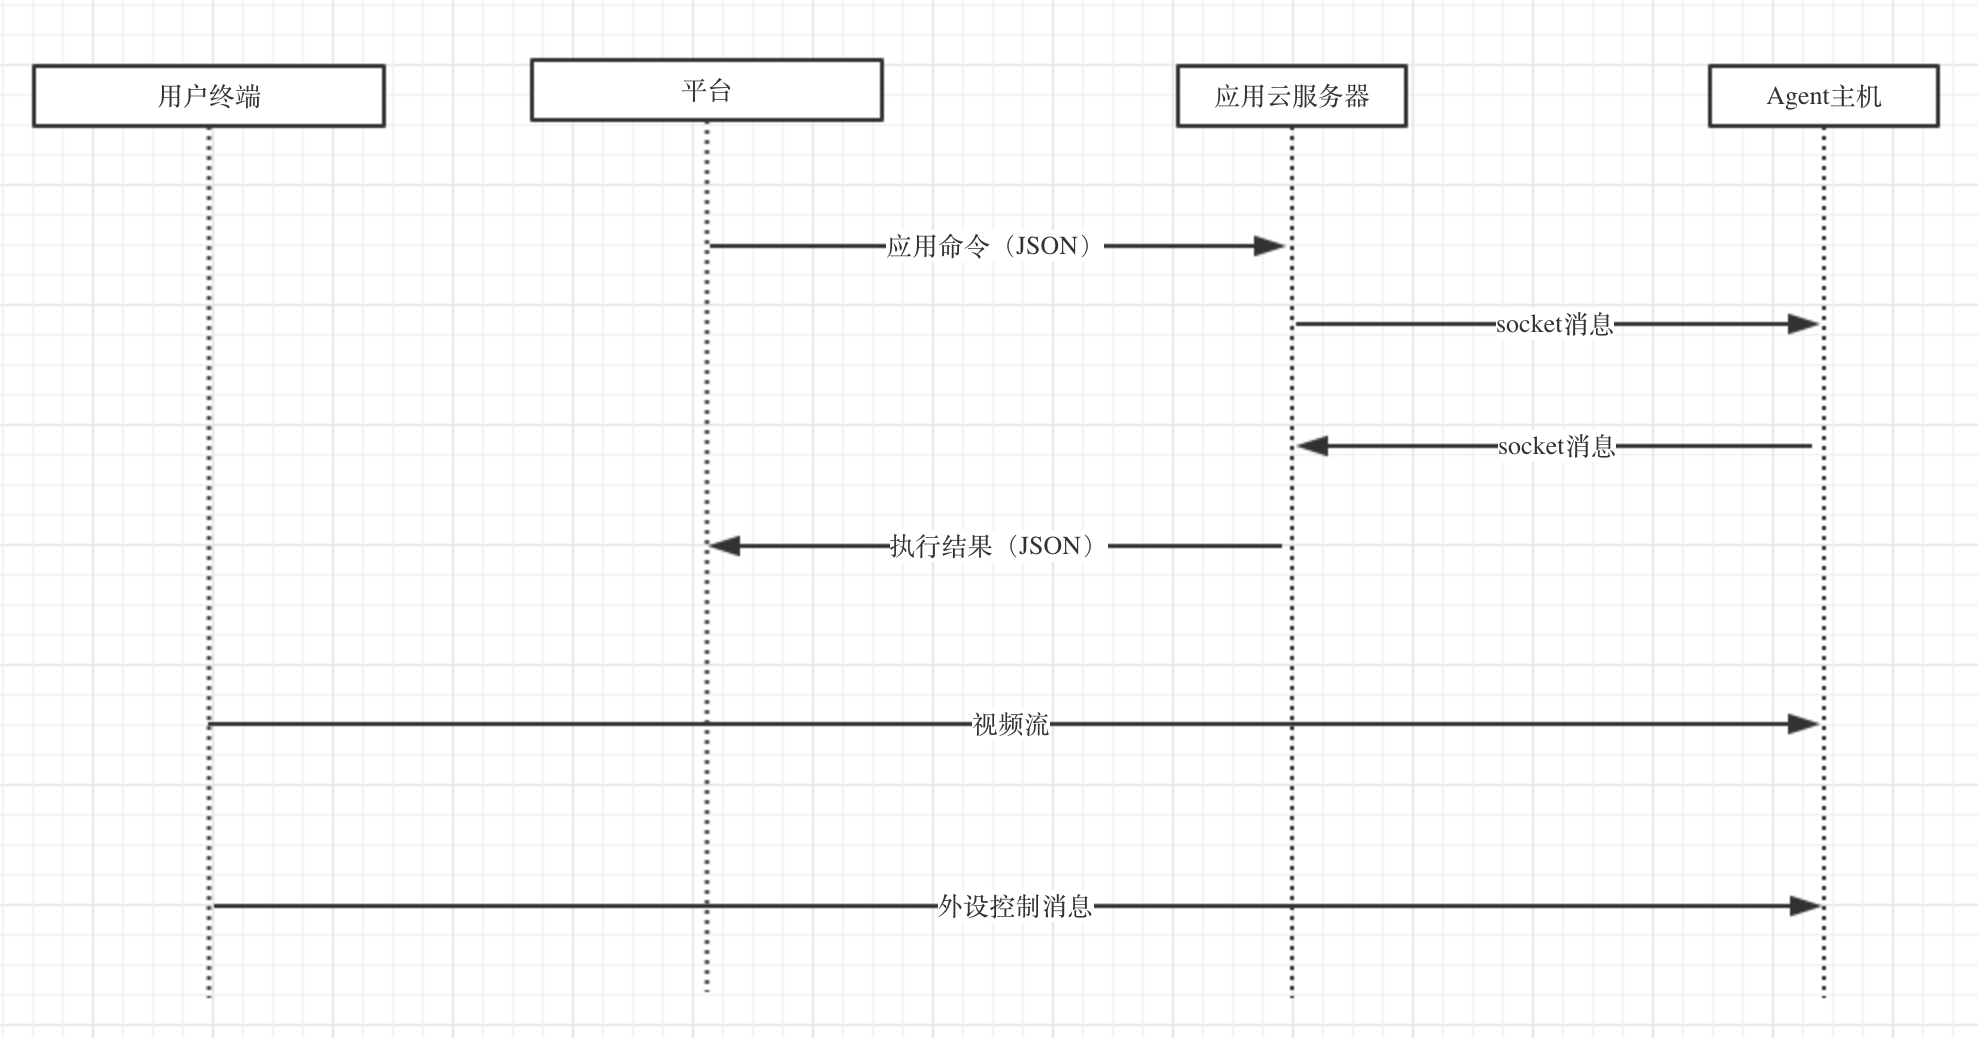 用户终端
平台
应用云服务器
Agent主机
应用命令（JSON）
socket消息
socket消息
执行结果（JSON）
视频流
外设控制消息